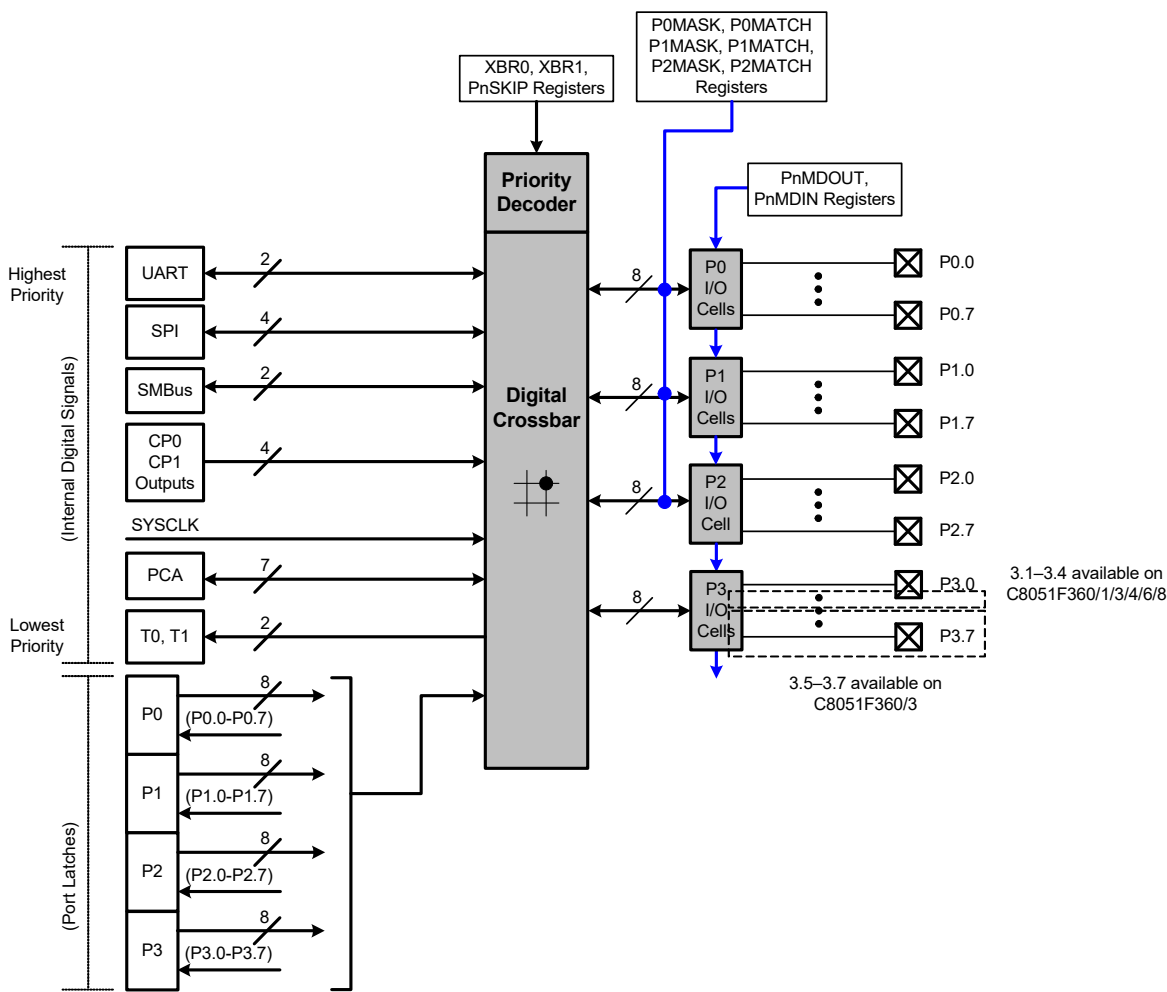 P0MASK, P0MATCH
P1MASK, P1MATCH,
P2MASK, P2MATCH
Registers
XBR0, XBR1,
PnSKIP Registers
PnMDOUT,
PnMDIN Registers
Priority
Decoder
Digital
Crossbar
Highest
Priority
(Internal Digital Signals)
Lowest
Priority
UART
2
SPI
4
SMBus
2
CP0
CP1
Outputs
4
SYSCLK
PCA
7
T0, T1
2
(Port Latches)
P0
8
(P0.0-P0.7)
P1
8
(P1.0-P1.7)
P2
8
(P2.0-P2.7)
P3
8
(P3.0-P3.7)
8
P0
I/O
Cells
P0.0
P0.7
8
P1
I/O
Cells
P1.0
P1.7
8
P2
I/O
Cell
P2.0
P2.7
8
P3
I/O
Cells
P3.0
P3.7
3.1–3.4 available on
C8051F360/1/3/4/6/8
3.5–3.7 available on
C8051F360/3